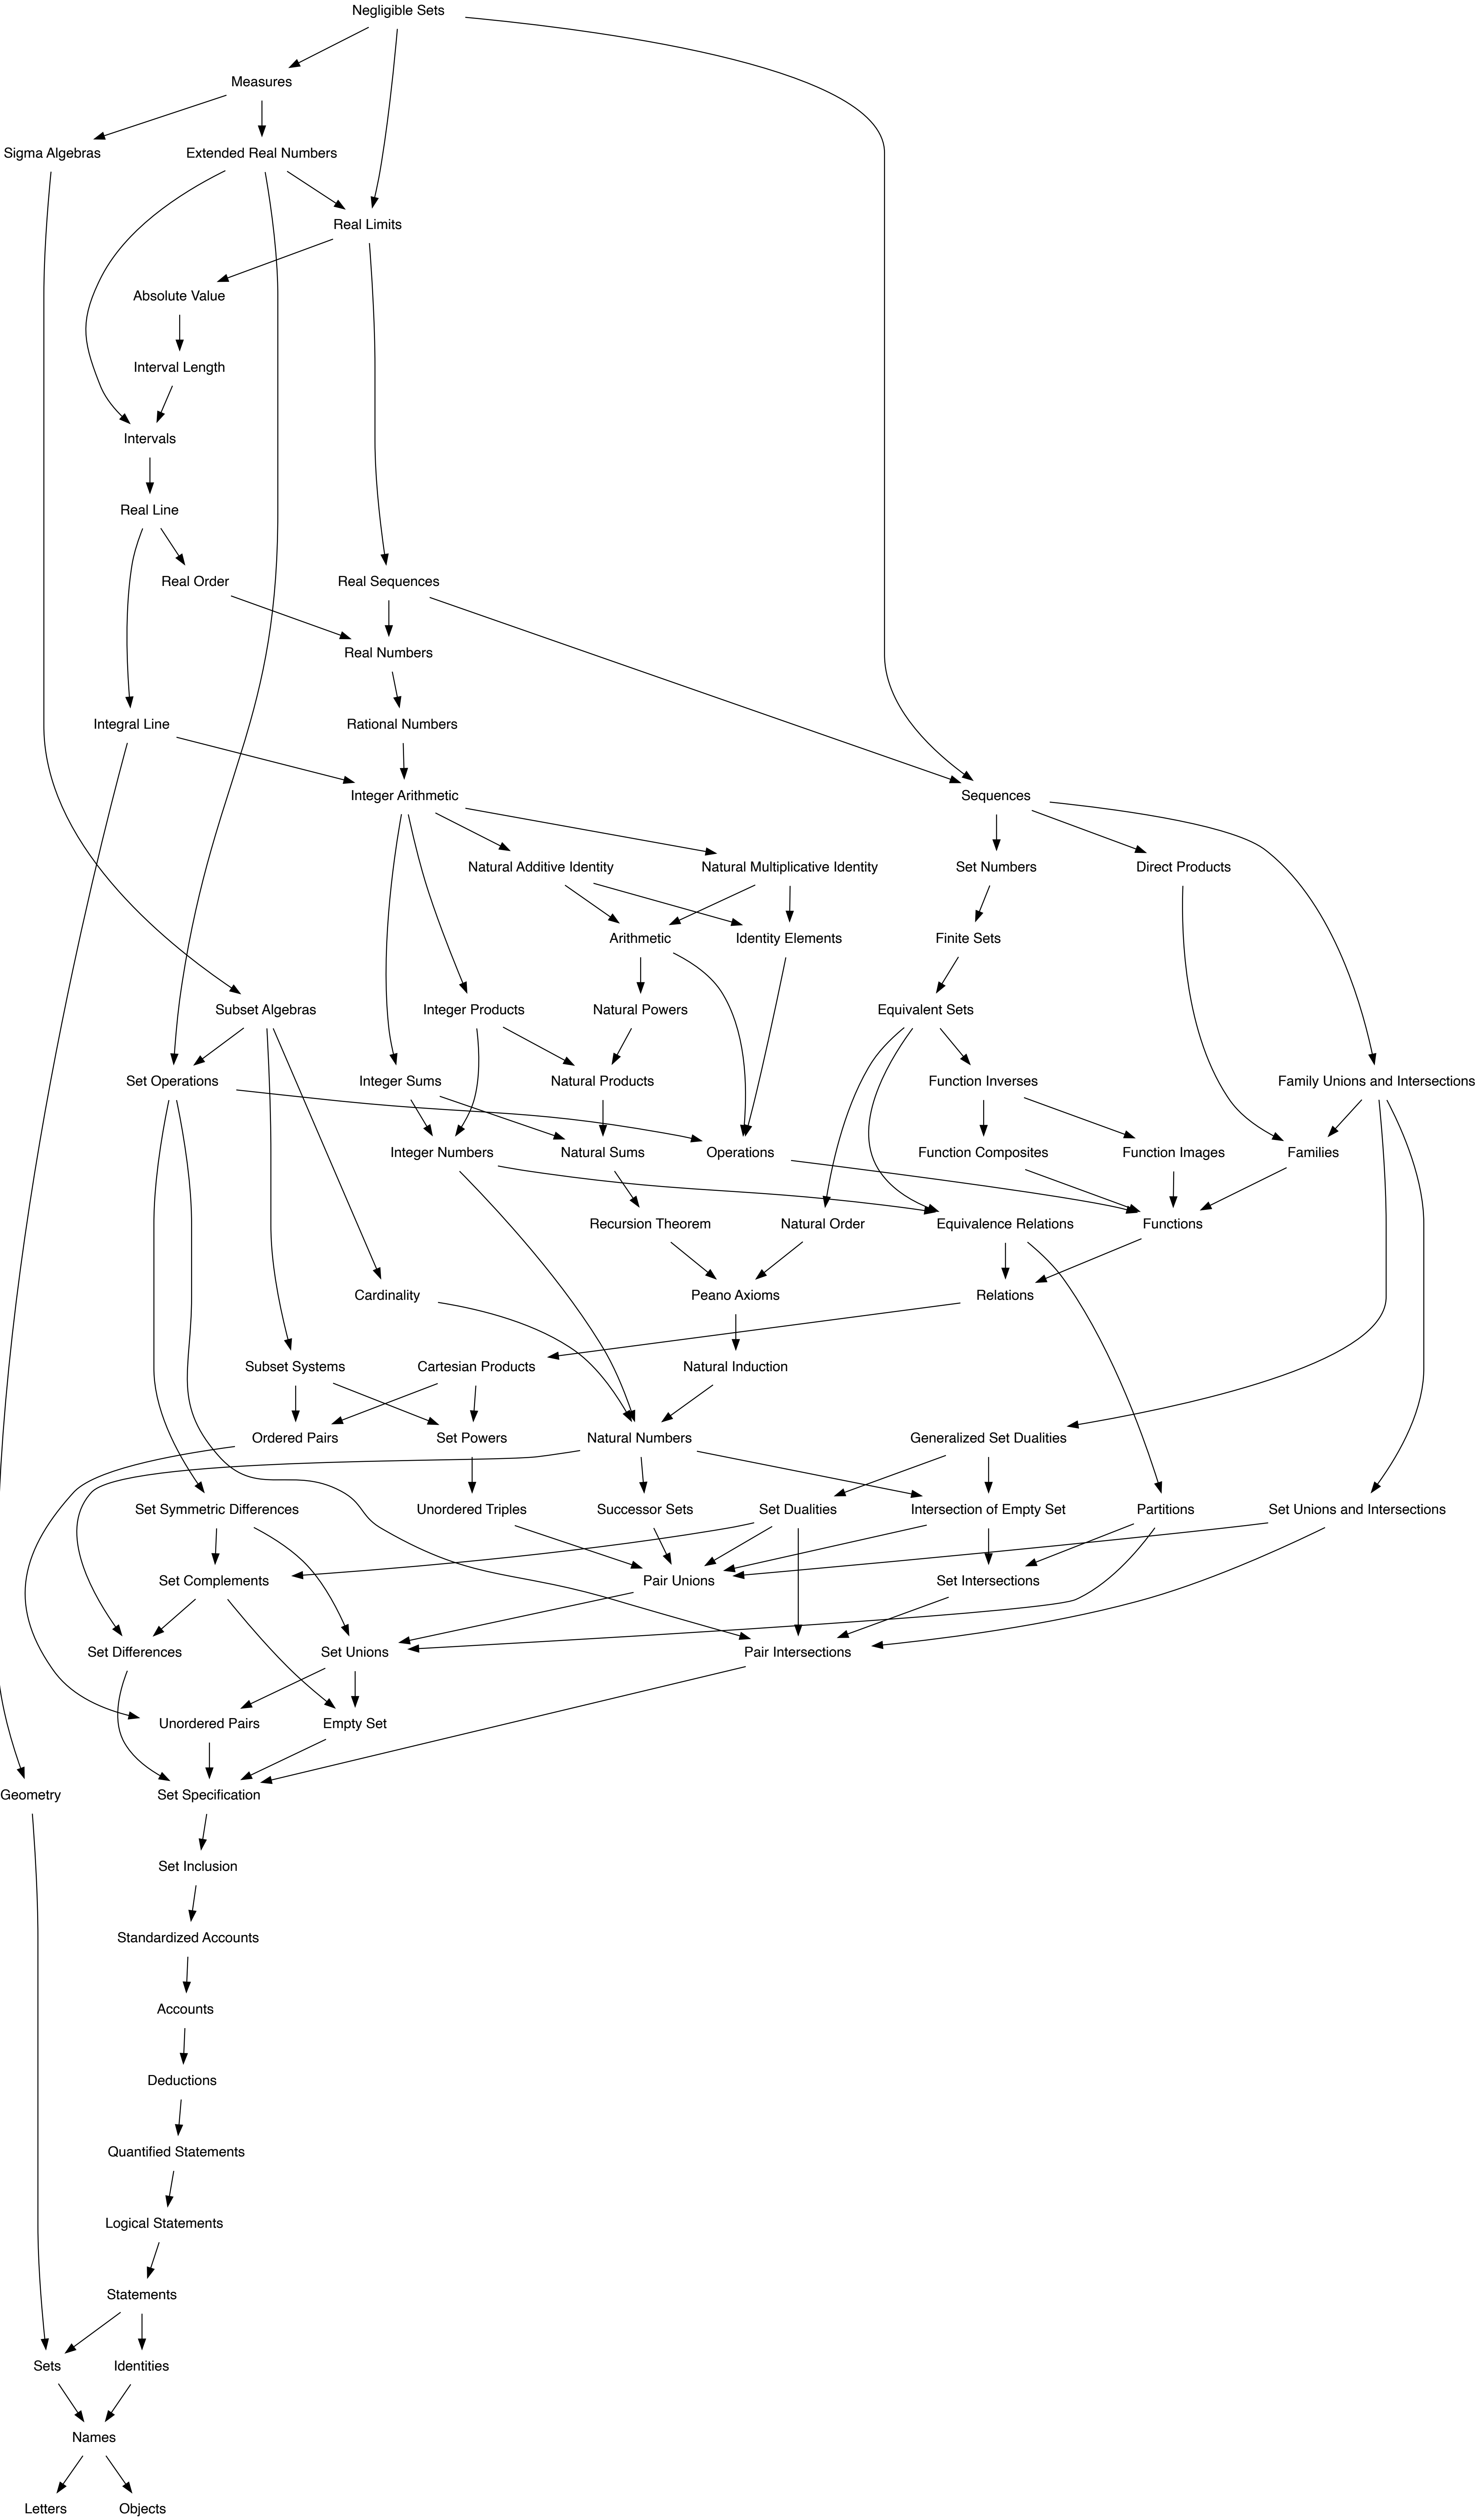 Negligible Sets
Measures
Sigma Algebras
Extended Real Numbers
Real Limits
Absolute Value
Interval Length
Intervals
Real Line
Real Order
Real Sequences
Real Numbers
Integral Line
Rational Numbers
Integer Arithmetic
Sequences
Natural Additive Identity
Natural Multiplicative Identity
Set Numbers
Direct Products
Arithmetic
Identity Elements
Finite Sets
Subset Algebras
Integer Products
Natural Powers
Equivalent Sets
Set Operations
Integer Sums
Natural Products
Function Inverses
Family Unions and Intersections
Integer Numbers
Natural Sums
Operations
Function Composites
Function Images
Families
Recursion Theorem
Natural Order
Equivalence Relations
Functions
Cardinality
Peano Axioms
Relations
Subset Systems
Cartesian Products
Natural Induction
Ordered Pairs
Set Powers
Natural Numbers
Generalized Set Dualities
Set Symmetric Differences
Unordered Triples
Successor Sets
Set Dualities
Intersection of Empty Set
Partitions
Set Unions and Intersections
Set Complements
Pair Unions
Set Intersections
Set Differences
Set Unions
Pair Intersections
Unordered Pairs
Empty Set
Geometry
Set Specification
Set Inclusion
Standardized Accounts
Accounts
Deductions
Quantified Statements
Logical Statements
Statements
Sets
Identities
Names
Letters
Objects